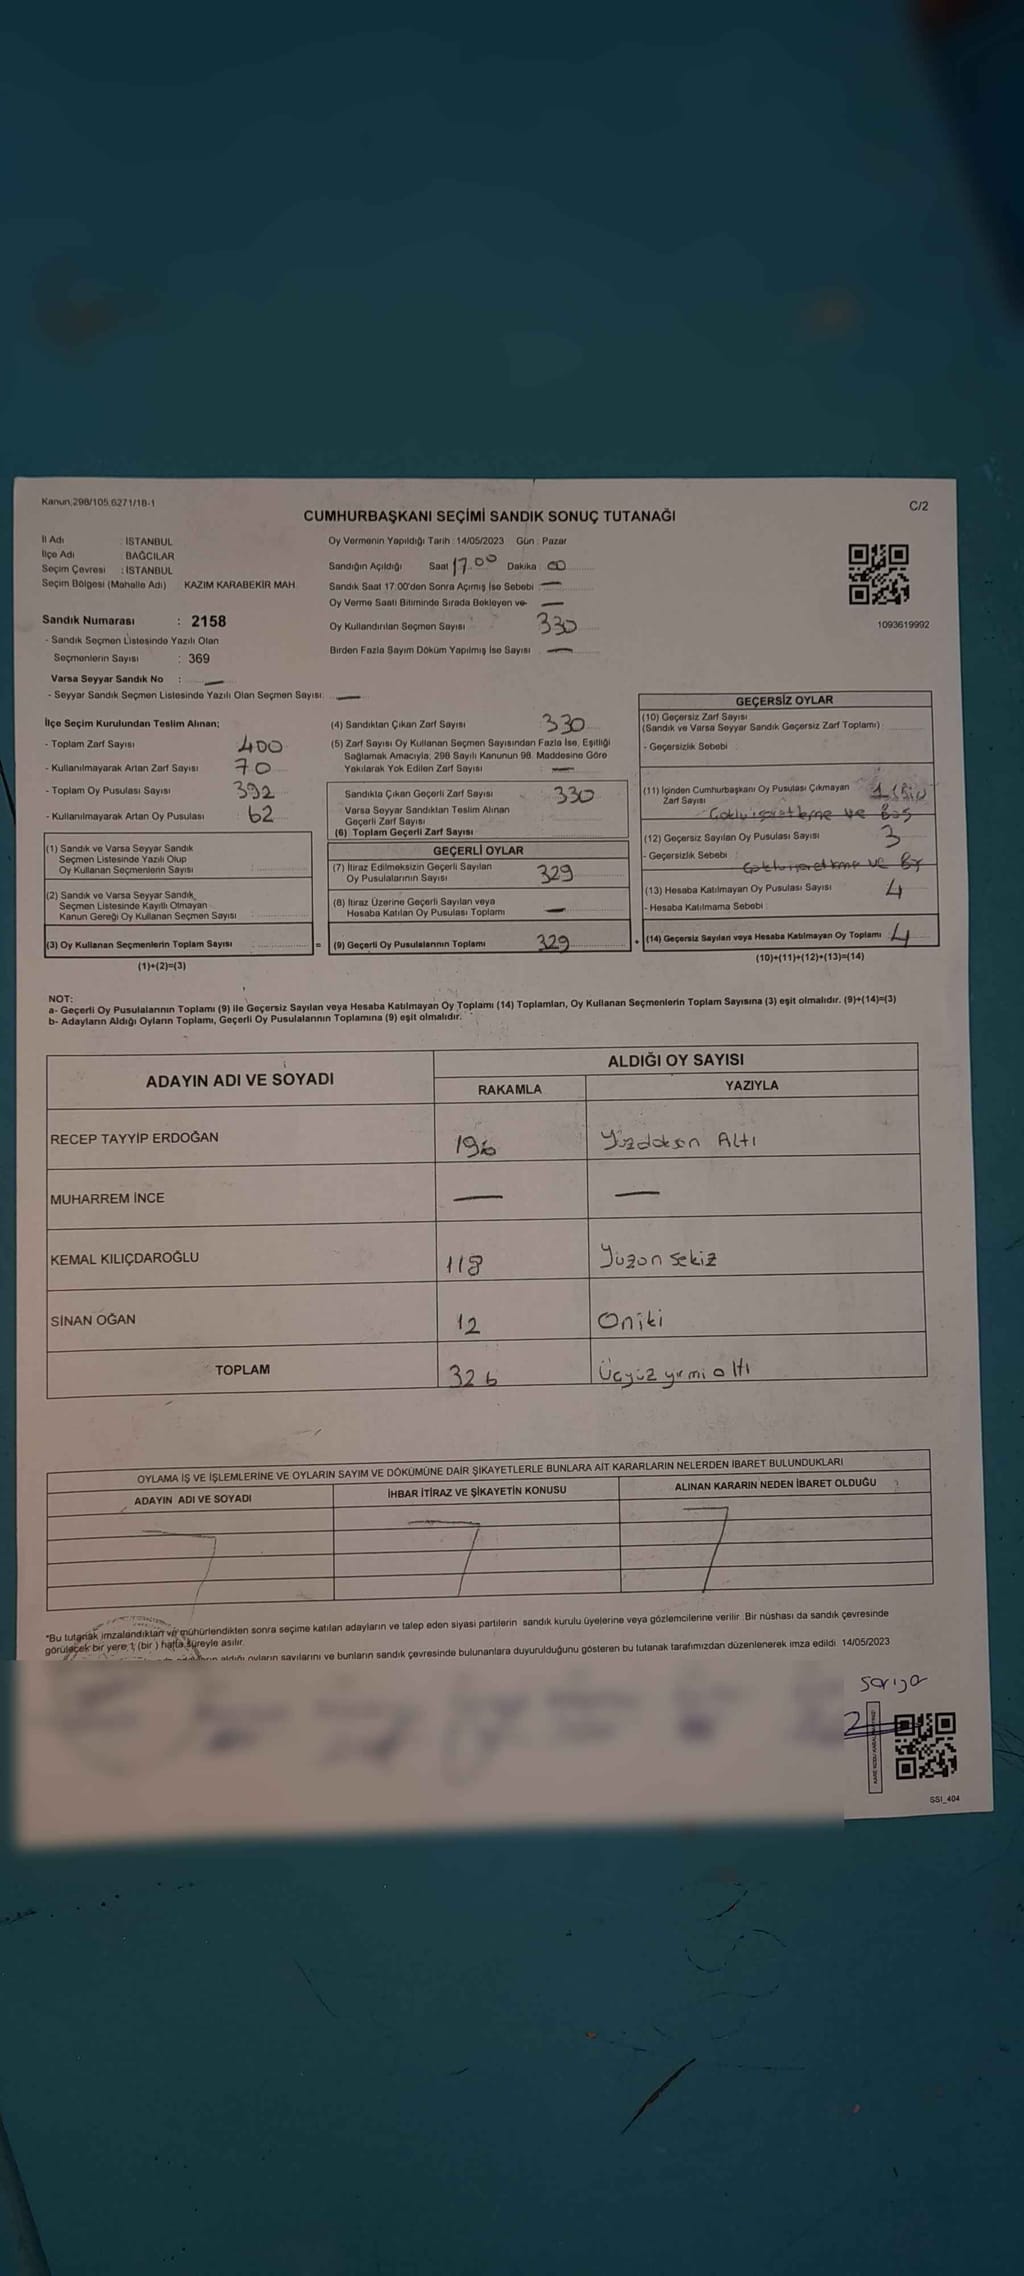 Kanun,298/105,6271/18-1
C/2
CUMHURBAŞKANI SEÇİMİ SANDIK SONUÇ TUTANAĞI
İl Adı : İSTANBUL
İlçe Adı : BAĞCILAR
Seçim Çevresi : İSTANBUL
Seçim Bölgesi (Mahalle Adı) KAZIM KARABEKİR MAH.
Sandık Numarası : 2158
- Sandık Seçmen Listesinde Yazılı Olan
Seçmenlerin Sayısı : 369
Varsa Seyyar Sandık No : —
- Seyyar Sandık Seçmen Listesinde Yazılı Olan Seçmen Sayısı: —
Oy Vermenin Yapıldığı Tarih : 14/05/2023 Gün : Pazar
Sandığın Açıldığı Saat 17.00 Dakika : 00
Sandık Saat 17:00'den Sonra Açımış İse Sebebi : —
Oy Verme Saati Bitiminde Sırada Bekleyen ve- —
Oy Kullandırılan Seçmen Sayısı : 330
Birden Fazla Sayım Döküm Yapılmış İse Sayısı : —
1093619992
İlçe Seçim Kurulundan Teslim Alınan;
- Toplam Zarf Sayısı : 400
- Kullanılmayarak Artan Zarf Sayısı : 70
- Toplam Oy Pusulası Sayısı : 392
- Kullanılmayarak Artan Oy Pusulası : 62
(1) Sandık ve Varsa Seyyar Sandık
Seçmen Listesinde Yazılı Olup
Oy Kullanan Seçmenlerin Sayısı :
(2) Sandık ve Varsa Seyyar Sandık
Seçmen Listesinde Kayıtlı Olmayan
Kanun Gereği Oy Kullanan Seçmen Sayısı :
(3) Oy Kullanan Seçmenlerin Toplam Sayısı :
(1)+(2)=(3)
(4) Sandıktan Çıkan Zarf Sayısı : 330
(5) Zarf Sayısı Oy Kullanan Seçmen Sayısından Fazla İse, Eşitliği
Sağlamak Amacıyla; 298 Sayılı Kanunun 98. Maddesine Göre
Yakılarak Yok Edilen Zarf Sayısı : —
Sandıkta Çıkan Geçerli Zarf Sayısı : 330
Varsa Seyyar Sandıktan Teslim Alınan
Geçerli Zarf Sayısı
(6) Toplam Geçerli Zarf Sayısı :
GEÇERLİ OYLAR
(7) İtiraz Edilmeksizin Geçerli Sayılan
Oy Pusulalarının Sayısı : 329
(8) İtiraz Üzerine Geçerli Sayılan veya
Hesaba Katılan Oy Pusulası Toplamı : —
= (9) Geçerli Oy Pusulalarının Toplamı : 329 +
GEÇERSİZ OYLAR
(10) Geçersiz Zarf Sayısı
(Sandık ve Varsa Seyyar Sandık Geçersiz Zarf Toplamı) :
- Geçersizlik Sebebi :
(11) İçinden Cumhurbaşkanı Oy Pusulası Çıkmayan
Zarf Sayısı : 1 (Bir)
ve Boş
(12) Geçersiz Sayılan Oy Pusulası Sayısı : 3
- Geçersizlik Sebebi :
(13) Hesaba Katılmayan Oy Pusulası Sayısı 4
- Hesaba Katılmama Sebebi :
(14) Geçersiz Sayılan veya Hesaba Katılmayan Oy Toplamı : 4
(10)+(11)+(12)+(13)=(14)
NOT:
a- Geçerli Oy Pusulalarının Toplamı (9) ile Geçersiz Sayılan veya Hesaba Katılmayan Oy Toplamı (14) Toplamları, Oy Kullanan Seçmenlerin Toplam Sayısına (3) eşit olmalıdır. (9)+(14)=(3)
b- Adayların Aldığı Oyların Toplamı, Geçerli Oy Pusulalarının Toplamına (9) eşit olmalıdır.
ADAYIN ADI VE SOYADI
ALDIĞI OY SAYISI
RAKAMLA YAZIYLA
RECEP TAYYİP ERDOĞAN 196 Yüzdoksan Altı
MUHARREM İNCE — —
KEMAL KILIÇDAROĞLU 118 Yüzon Sekiz
SİNAN OĞAN 12 Oniki
TOPLAM 326 Üçyüz yirmi altı
OYLAMA İŞ VE İŞLEMLERİNE VE OYLARIN SAYIM VE DÖKÜMÜNE DAİR ŞİKAYETLERLE BUNLARA AİT KARARLARIN NELERDEN İBARET BULUNDUKLARI
ADAYIN ADI VE SOYADI
İHBAR İTİRAZ VE ŞİKAYETİN KONUSU
ALINAN KARARIN NEDEN İBARET OLDUĞU
*Bu tutanak imzalandıktan ve mühürlendikten sonra seçime katılan adayların ve talep eden siyasi partilerin sandık kurulu üyelerine veya gözlemcilerine verilir. Bir nüshası da sandık çevresinde
görülecek bir yere 1 (bir) hafta süreyle asılır.
aldığı oyların sayılarını ve bunların sandık çevresinde bulunanlara duyurulduğunu gösteren bu tutanak tarafımızdan düzenlenerek imza edildi. 14/05/2023
SSI_404